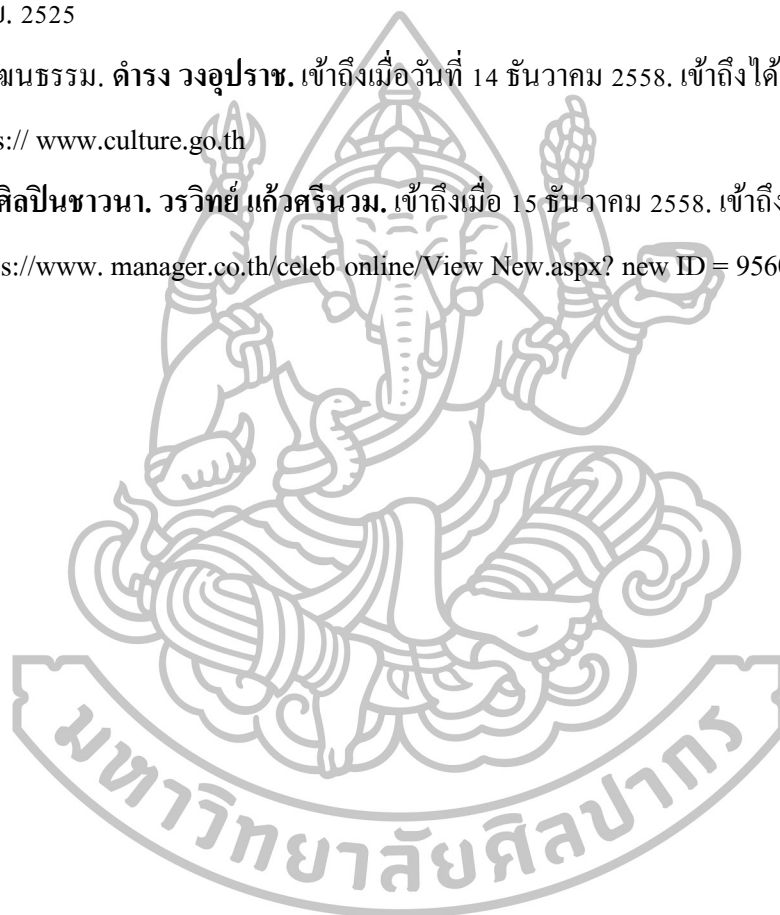 ม. 2525
ฒนธรรม. ดำรง วงอุปราช. เข้าถึงเมื่อวันที่ 14 ธันวาคม 2558. เข้าถึงได้
s:// www.culture.go.th
ศิลปินชาวนา. วรวิทย์ แก้วศรีนวม. เข้าถึงเมื่อ 15 ธันวาคม 2558. เข้าถึง
s://www. manager.co.th/celeb online/View New.aspx? new ID = 9560
มหาวิทยาลัยศิลปากร